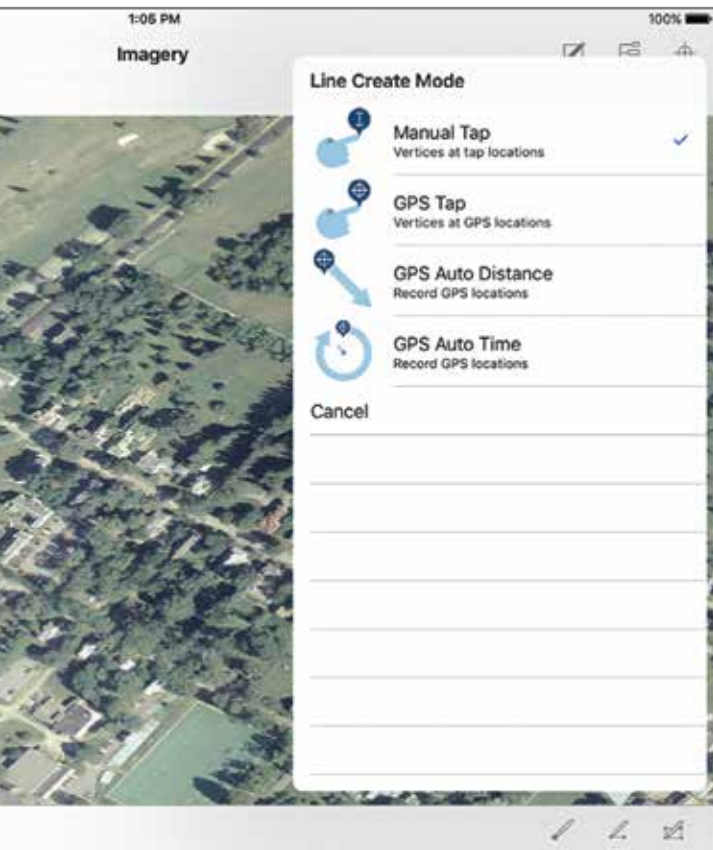 1:05 PM
100%
Imagery
Line Create Mode
Manual Tap
Vertices at tap locations
GPS Tap
Vertices at GPS locations
GPS Auto Distance
Record GPS locations
GPS Auto Time
Record GPS locations
Cancel